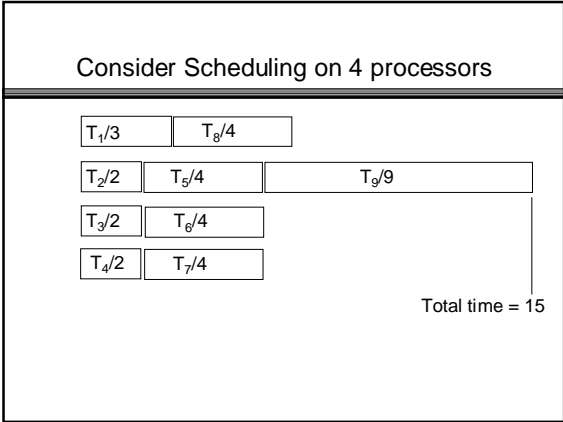 Consider Scheduling on 4 processors
T₁/3 T₈/4
T₂/2 T₅/4 T₉/9
T₃/2 T₆/4
T₄/2 T₇/4
Total time = 15